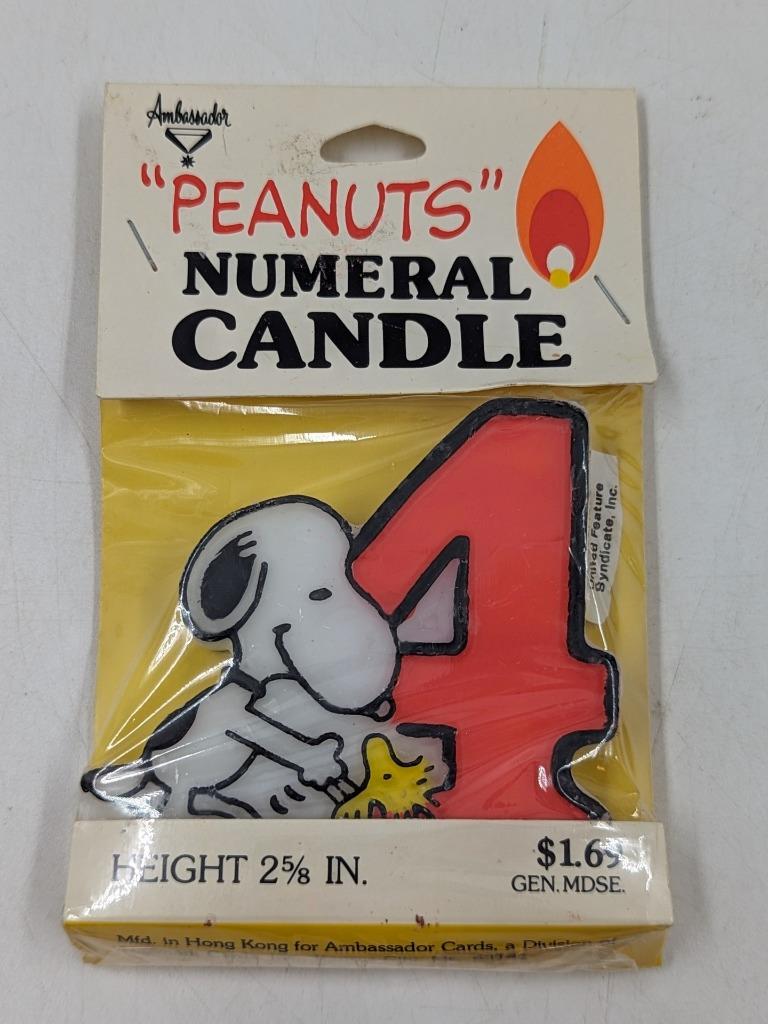 Ambassador
"PEANUTS"
NUMERAL
CANDLE
4
United Feature
Syndicate, Inc.
HEIGHT 2⅝ IN.
$1.69
GEN. MDSE.
Mfd. in Hong Kong for Ambassador Cards, a Division of